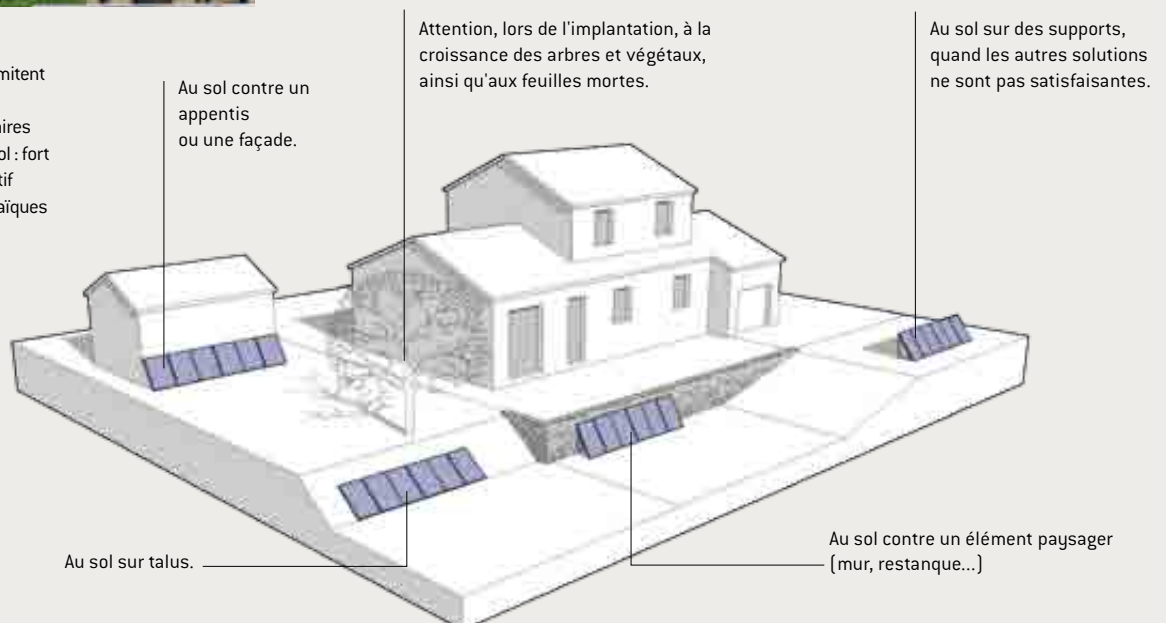 mitent
aires
ol : fort
tif
aïques
Au sol contre un
appentis
ou une façade.
Attention, lors de l'implantation, à la
croissance des arbres et végétaux,
ainsi qu'aux feuilles mortes.
Au sol sur des supports,
quand les autres solutions
ne sont pas satisfaisantes.
Au sol sur talus.
Au sol contre un élément paysager
(mur, restanque...)